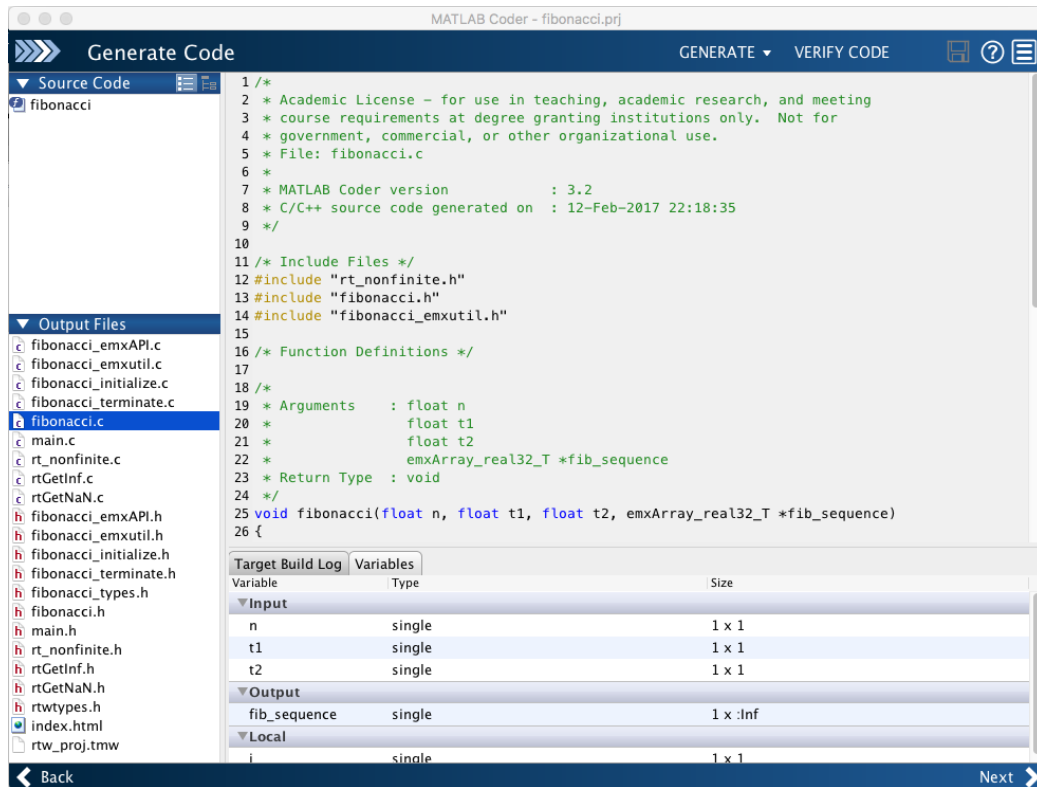 MATLAB Coder - fibonacci.prj
Generate Code
GENERATE
VERIFY CODE
Source Code
fibonacci
Output Files
fibonacci_emxAPI.c
fibonacci_emxutil.c
fibonacci_initialize.c
fibonacci_terminate.c
fibonacci.c
main.c
rt_nonfinite.c
rtGetInf.c
rtGetNaN.c
fibonacci_emxAPI.h
fibonacci_emxutil.h
fibonacci_initialize.h
fibonacci_terminate.h
fibonacci_types.h
fibonacci.h
main.h
rt_nonfinite.h
rtGetInf.h
rtGetNaN.h
rtwtypes.h
index.html
rtw_proj.tmw
1 /*
2  * Academic License - for use in teaching, academic research, and meeting
3  * course requirements at degree granting institutions only.  Not for
4  * government, commercial, or other organizational use.
5  * File: fibonacci.c
6  *
7  * MATLAB Coder version            : 3.2
8  * C/C++ source code generated on  : 12-Feb-2017 22:18:35
9  */
10
11 /* Include Files */
12 #include "rt_nonfinite.h"
13 #include "fibonacci.h"
14 #include "fibonacci_emxutil.h"
15
16 /* Function Definitions */
17
18 /*
19  * Arguments    : float n
20  *                float t1
21  *                float t2
22  *                emxArray_real32_T *fib_sequence
23  * Return Type  : void
24  */
25 void fibonacci(float n, float t1, float t2, emxArray_real32_T *fib_sequence)
26 {
Target Build Log Variables
Variable Type Size
Input
n single 1 x 1
t1 single 1 x 1
t2 single 1 x 1
Output
fib_sequence single 1 x :Inf
Local
i single 1 x 1
Back
Next